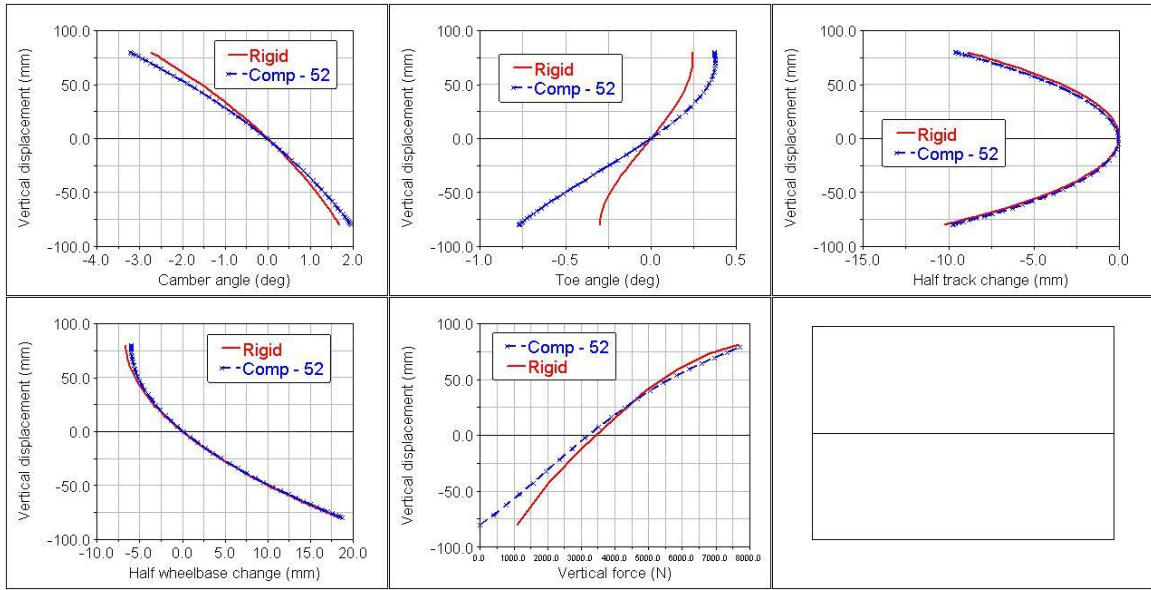 100.0
50.0
0.0
-50.0
-100.0
Vertical displacement (mm)
Rigid
Comp - 52
-4.0 -3.0 -2.0 -1.0 0.0 1.0 2.0
Camber angle (deg)
100.0
50.0
0.0
-50.0
-100.0
Vertical displacement (mm)
Rigid
Comp - 52
-1.0 -0.5 0.0 0.5
Toe angle (deg)
100.0
50.0
0.0
-50.0
-100.0
Vertical displacement (mm)
Rigid
Comp - 52
-15.0 -10.0 -5.0 0.0
Half track change (mm)
100.0
50.0
0.0
-50.0
-100.0
Vertical displacement (mm)
Rigid
Comp - 52
-10.0 -5.0 0.0 5.0 10.0 15.0 20.0
Half wheelbase change (mm)
100.0
50.0
0.0
-50.0
-100.0
Vertical displacement (mm)
Comp - 52
Rigid
0.0 1000.0 2000.0 3000.0 4000.0 5000.0 6000.0 7000.0 8000.0
Vertical force (N)